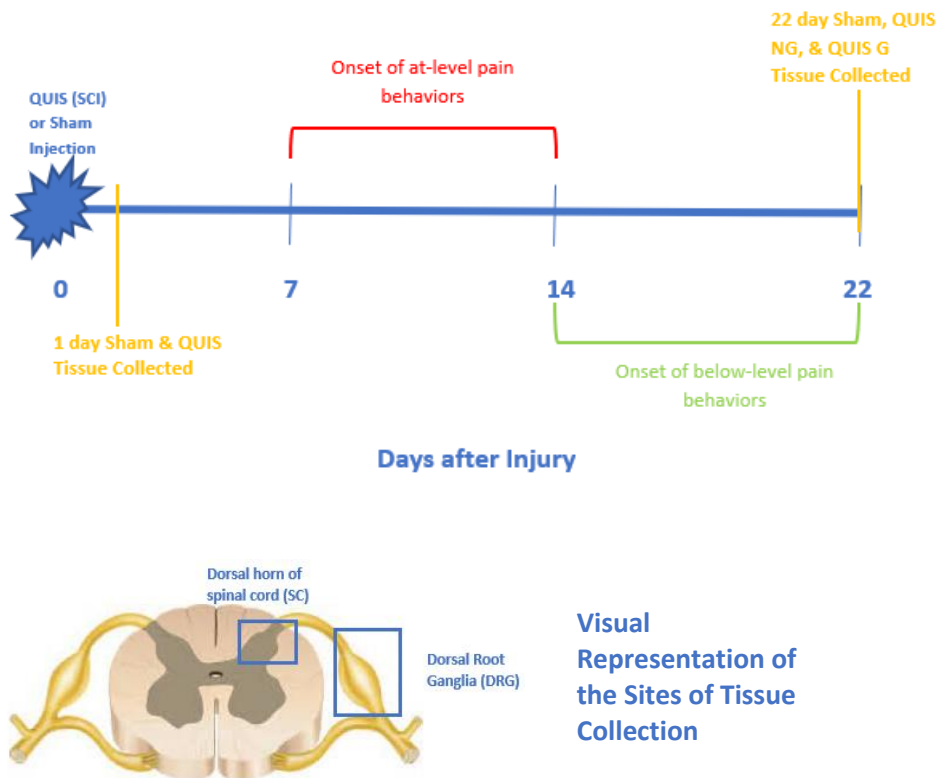 22 day Sham, QUIS
NG, & QUIS G
Tissue Collected
Onset of at-level pain
behaviors
QUIS (SCI)
or Sham
Injection
0
7
14
22
1 day Sham & QUIS
Tissue Collected
Onset of below-level pain
behaviors
Days after Injury
Dorsal horn of
spinal cord (SC)
Dorsal Root
Ganglia (DRG)
Visual
Representation of
the Sites of Tissue
Collection